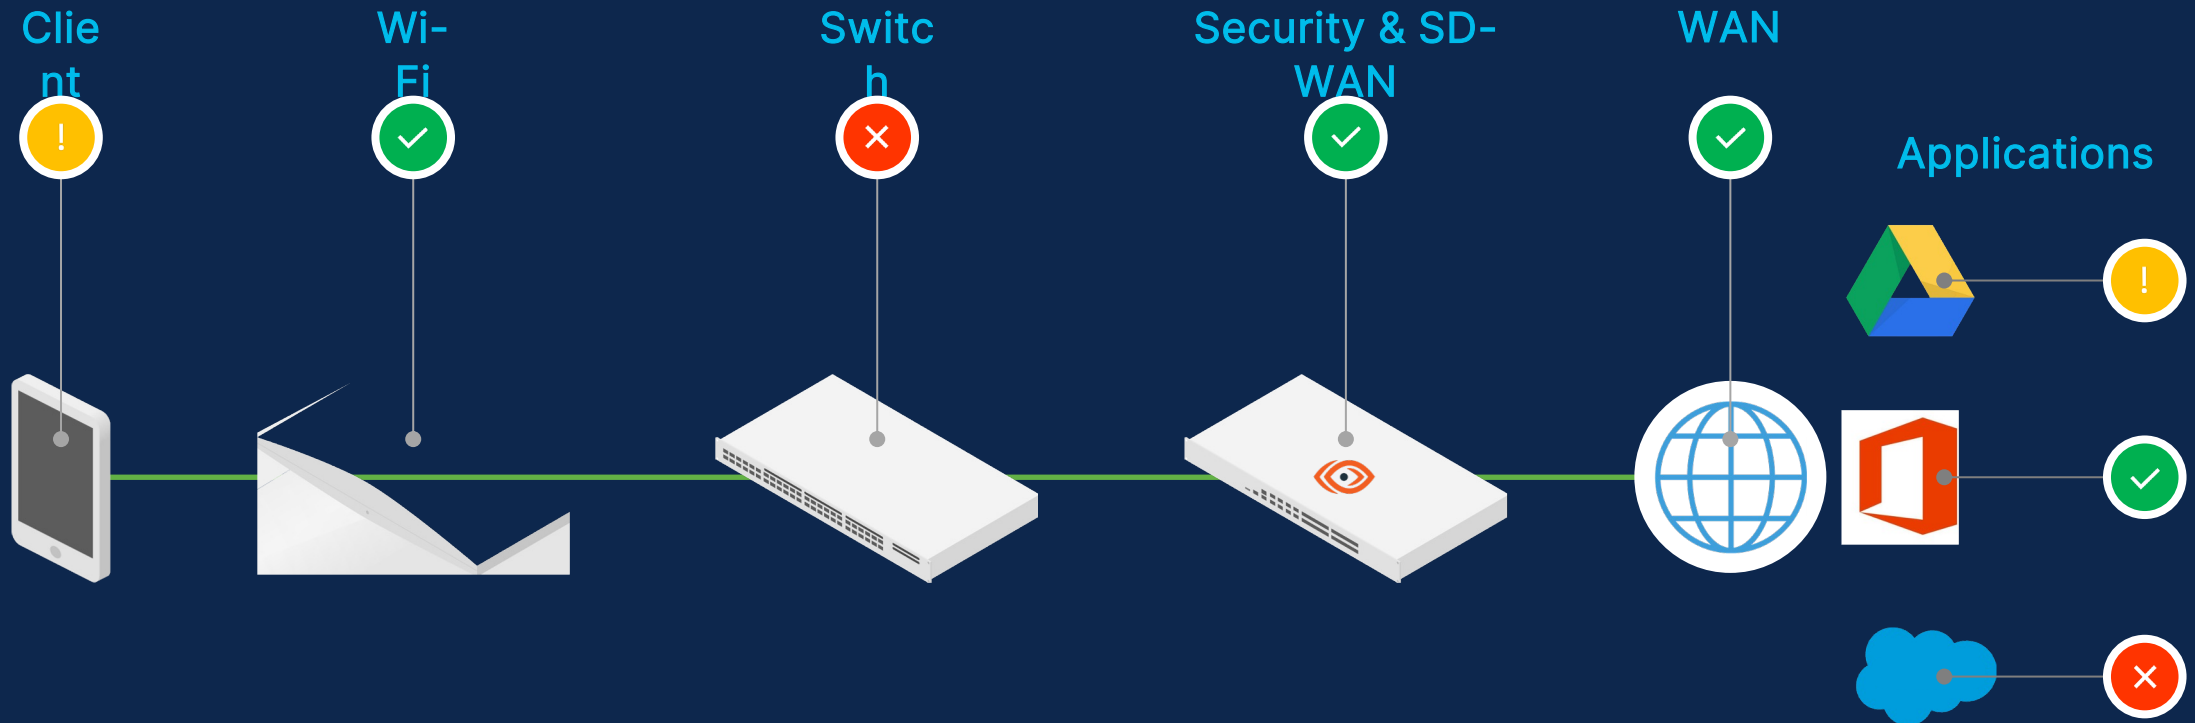 Clie
nt
Wi-
Fi
Switc
h
Security & SD-
WAN
WAN
Applications